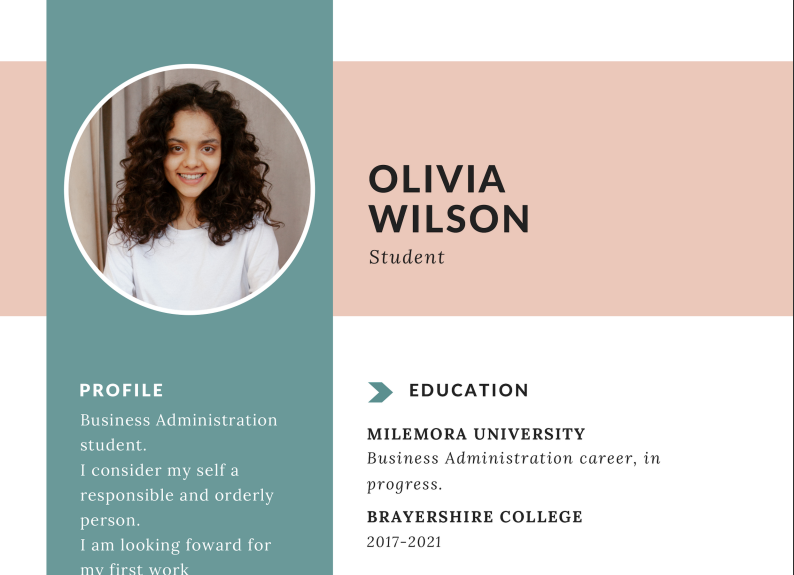 OLIVIA
WILSON
Student
PROFILE
Business Administration
student.
I consider my self a
responsible and orderly
person.
I am looking foward for
my first work
EDUCATION
MILEMORA UNIVERSITY
Business Administration career, in
progress.
BRAYERSHIRE COLLEGE
2017-2021